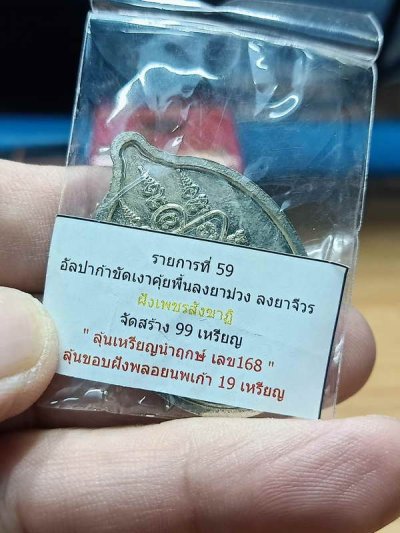 รายการที่ 59
อัลปาก้าขัดเงาคุ้ยพื้นลงยาม่วง ลงยาจีวร
ฝังเพชรสังฆาฏิ
จัดสร้าง 99 เหรียญ
" ลุ้นเหรียญนำฤกษ์ เลข168 "
ลุ้นขอบฝังพลอยนพเก้า 19 เหรียญ